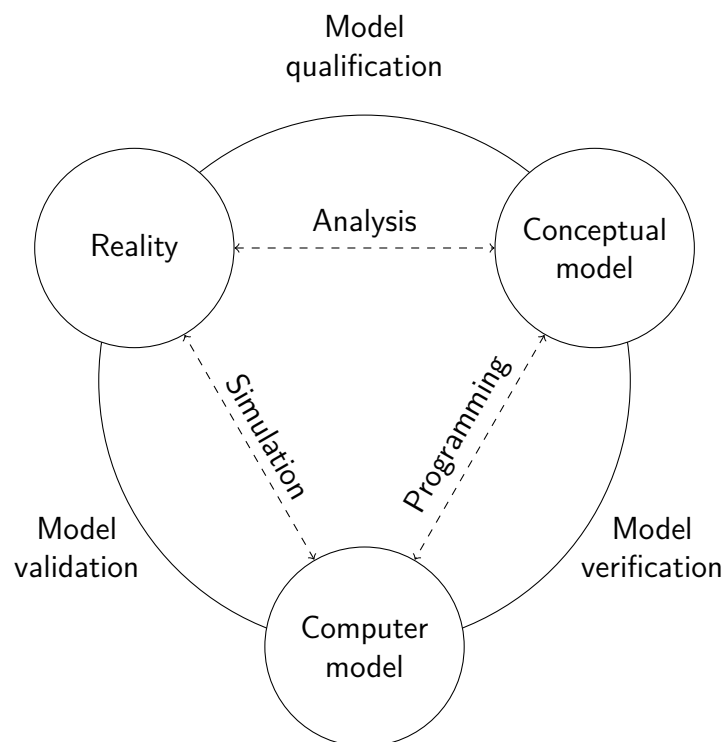 Model
qualification
Analysis
Reality
Conceptual
model
Simulation
Programming
Model
validation
Model
verification
Computer
model